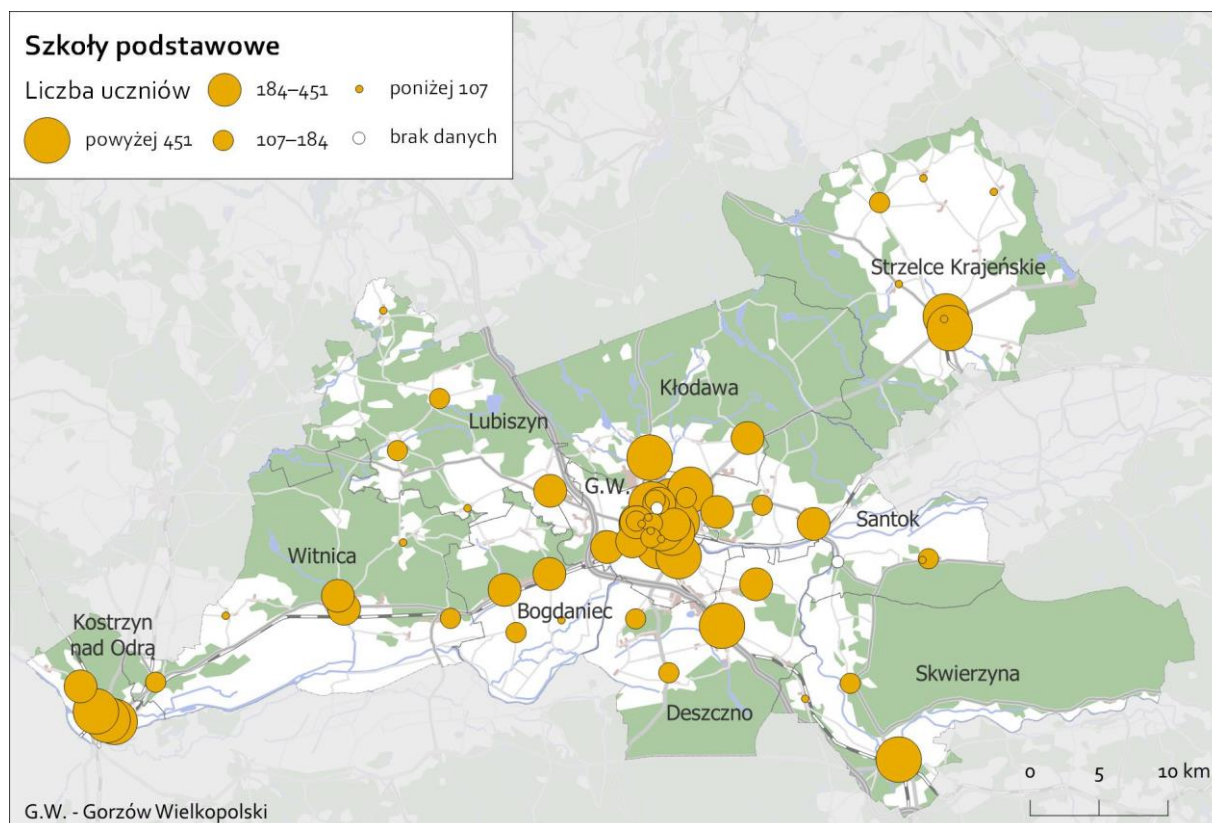 Szkoły podstawowe
Liczba uczniów
184–451
poniżej 107
powyżej 451
107–184
brak danych
Strzelce Krajeńskie
Kłodawa
Lubiszyn
G.W.
Santok
Witnica
Bogdaniec
Kostrzyn
nad Odrą
Skwierzyna
Deszczno
0 5 10 km
G.W. - Gorzów Wielkopolski